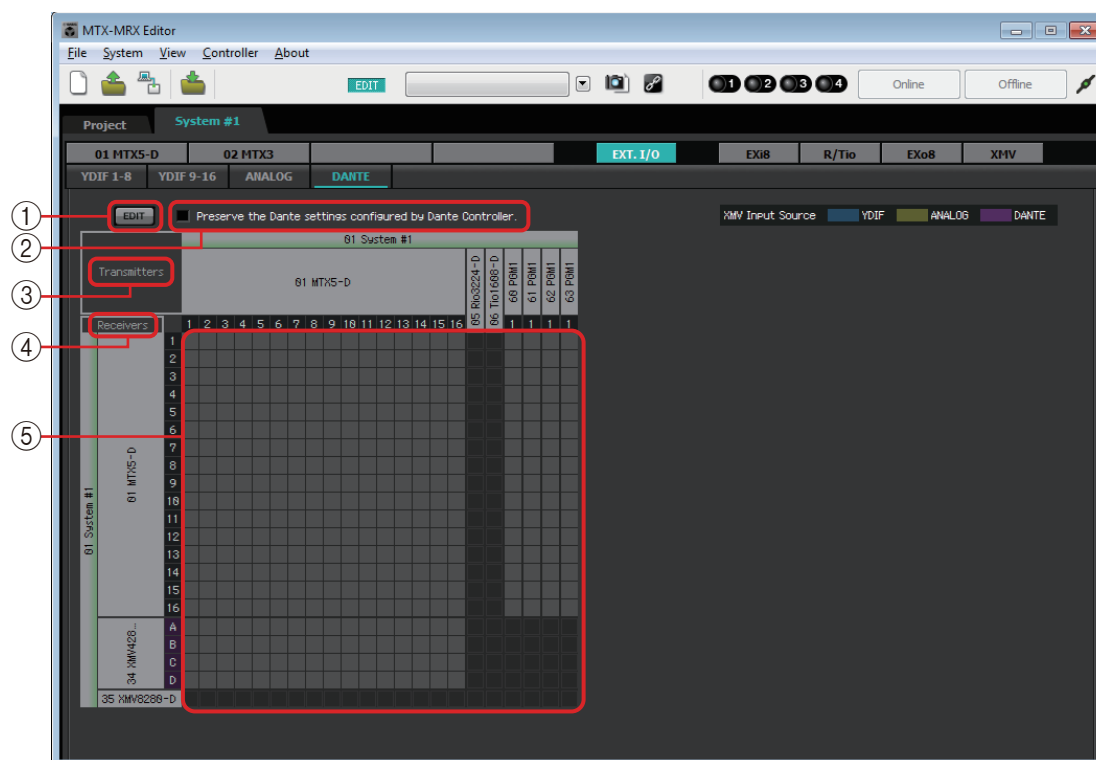 MTX-MRX Editor
File System View Controller About
EDIT 1 2 3 4 Online Offline
Project System #1
01 MTX5-D 02 MTX3 EXT. I/O EXi8 R/Tio EXo8 XMV
YDIF 1-8 YDIF 9-16 ANALOG DANTE
① EDIT Preserve the Dante settings configured by Dante Controller. XMV Input Source YDIF ANALOG DANTE
②
01 System #1
③ Transmitters 01 MTX5-D 05 Rio3224-D 06 Tio1608-D 60 PGM1 61 PGM1 62 PGM1 63 PGM1
④ Receivers 1 2 3 4 5 6 7 8 9 10 11 12 13 14 15 16 1 1 1 1
⑤
01 System #1
01 MTX5-D
1
2
3
4
5
6
7
8
9
10
11
12
13
14
15
16
34 XMV428...
A
B
C
D
35 XMV8280-D